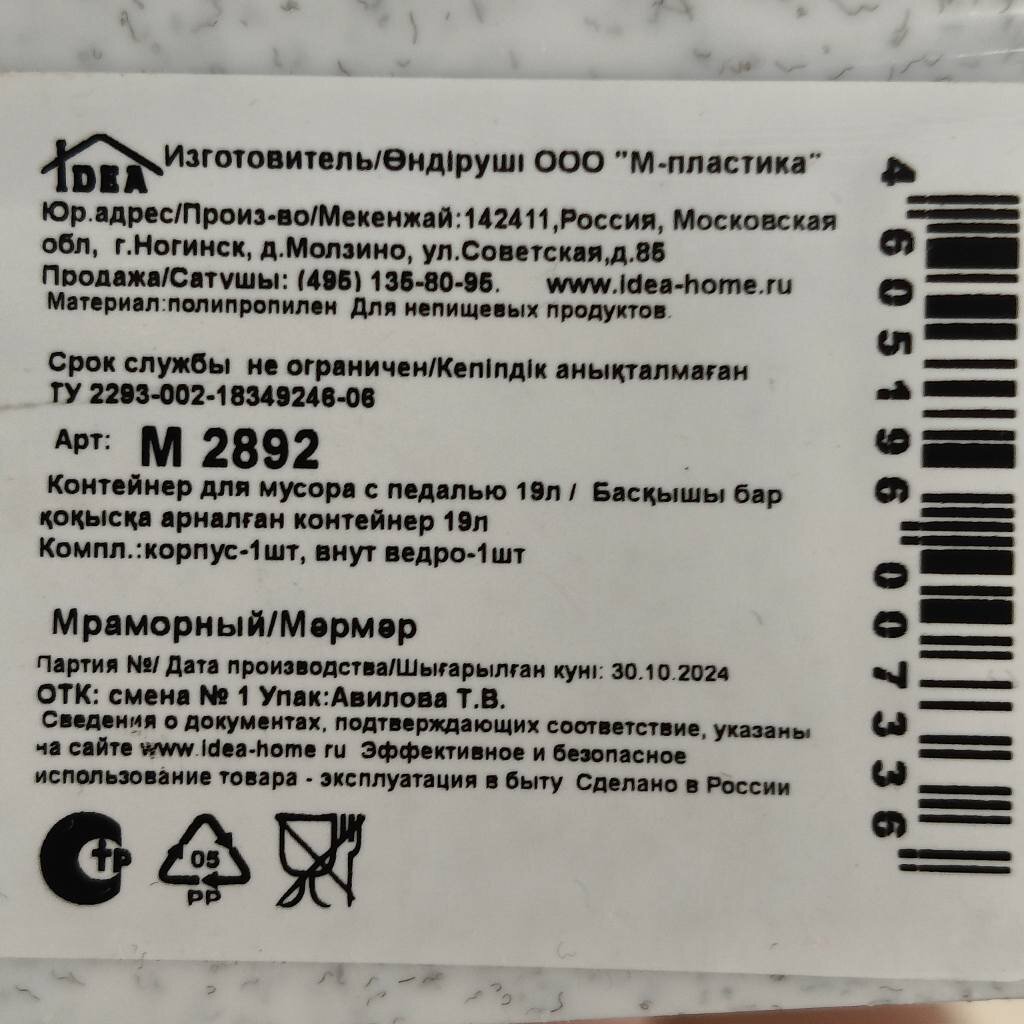 IDEA Изготовитель/Өндіруші ООО "М-пластика"
Юр.адрес/Произ-во/Мекенжай:142411,Россия, Московская
обл, г.Ногинск, д.Молзино, ул.Советская,д.85
Продажа/Сатушы: (495) 135-80-95. www.idea-home.ru
Материал:полипропилен Для непищевых продуктов.
Срок службы не ограничен/Кепілдік анықталмаған
ТУ 2293-002-18349246-06
Арт: М 2892
Контейнер для мусора с педалью 19л / Басқышы бар
қоқысқа арналған контейнер 19л
Компл.:корпус-1шт, внут ведро-1шт
Мраморный/Мәрмәр
Партия №/ Дата производства/Шығарылған күні: 30.10.2024
ОТК: смена № 1 Упак:Авилова Т.В.
Сведения о документах, подтверждающих соответствие, указаны
на сайте www.idea-home ru Эффективное и безопасное
использование товара - эксплуатация в быту Сделано в России
СТР
05
PP
4 605196 007336